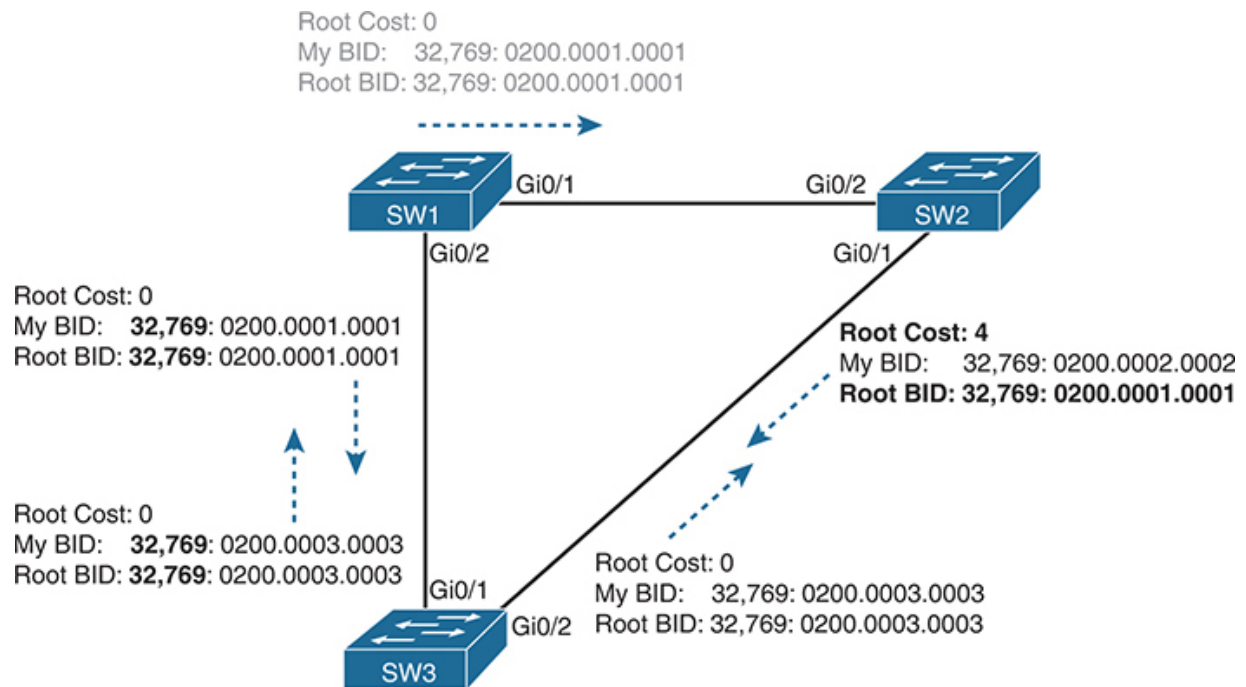 Root Cost: 0
My BID: 32,769: 0200.0001.0001
Root BID: 32,769: 0200.0001.0001
Gi0/1
Gi0/2
SW1
SW2
Gi0/2
Gi0/1
Root Cost: 0
My BID: 32,769: 0200.0001.0001
Root BID: 32,769: 0200.0001.0001
Root Cost: 4
My BID: 32,769: 0200.0002.0002
Root BID: 32,769: 0200.0001.0001
Root Cost: 0
My BID: 32,769: 0200.0003.0003
Root BID: 32,769: 0200.0003.0003
Root Cost: 0
My BID: 32,769: 0200.0003.0003
Root BID: 32,769: 0200.0003.0003
Gi0/1
Gi0/2
SW3